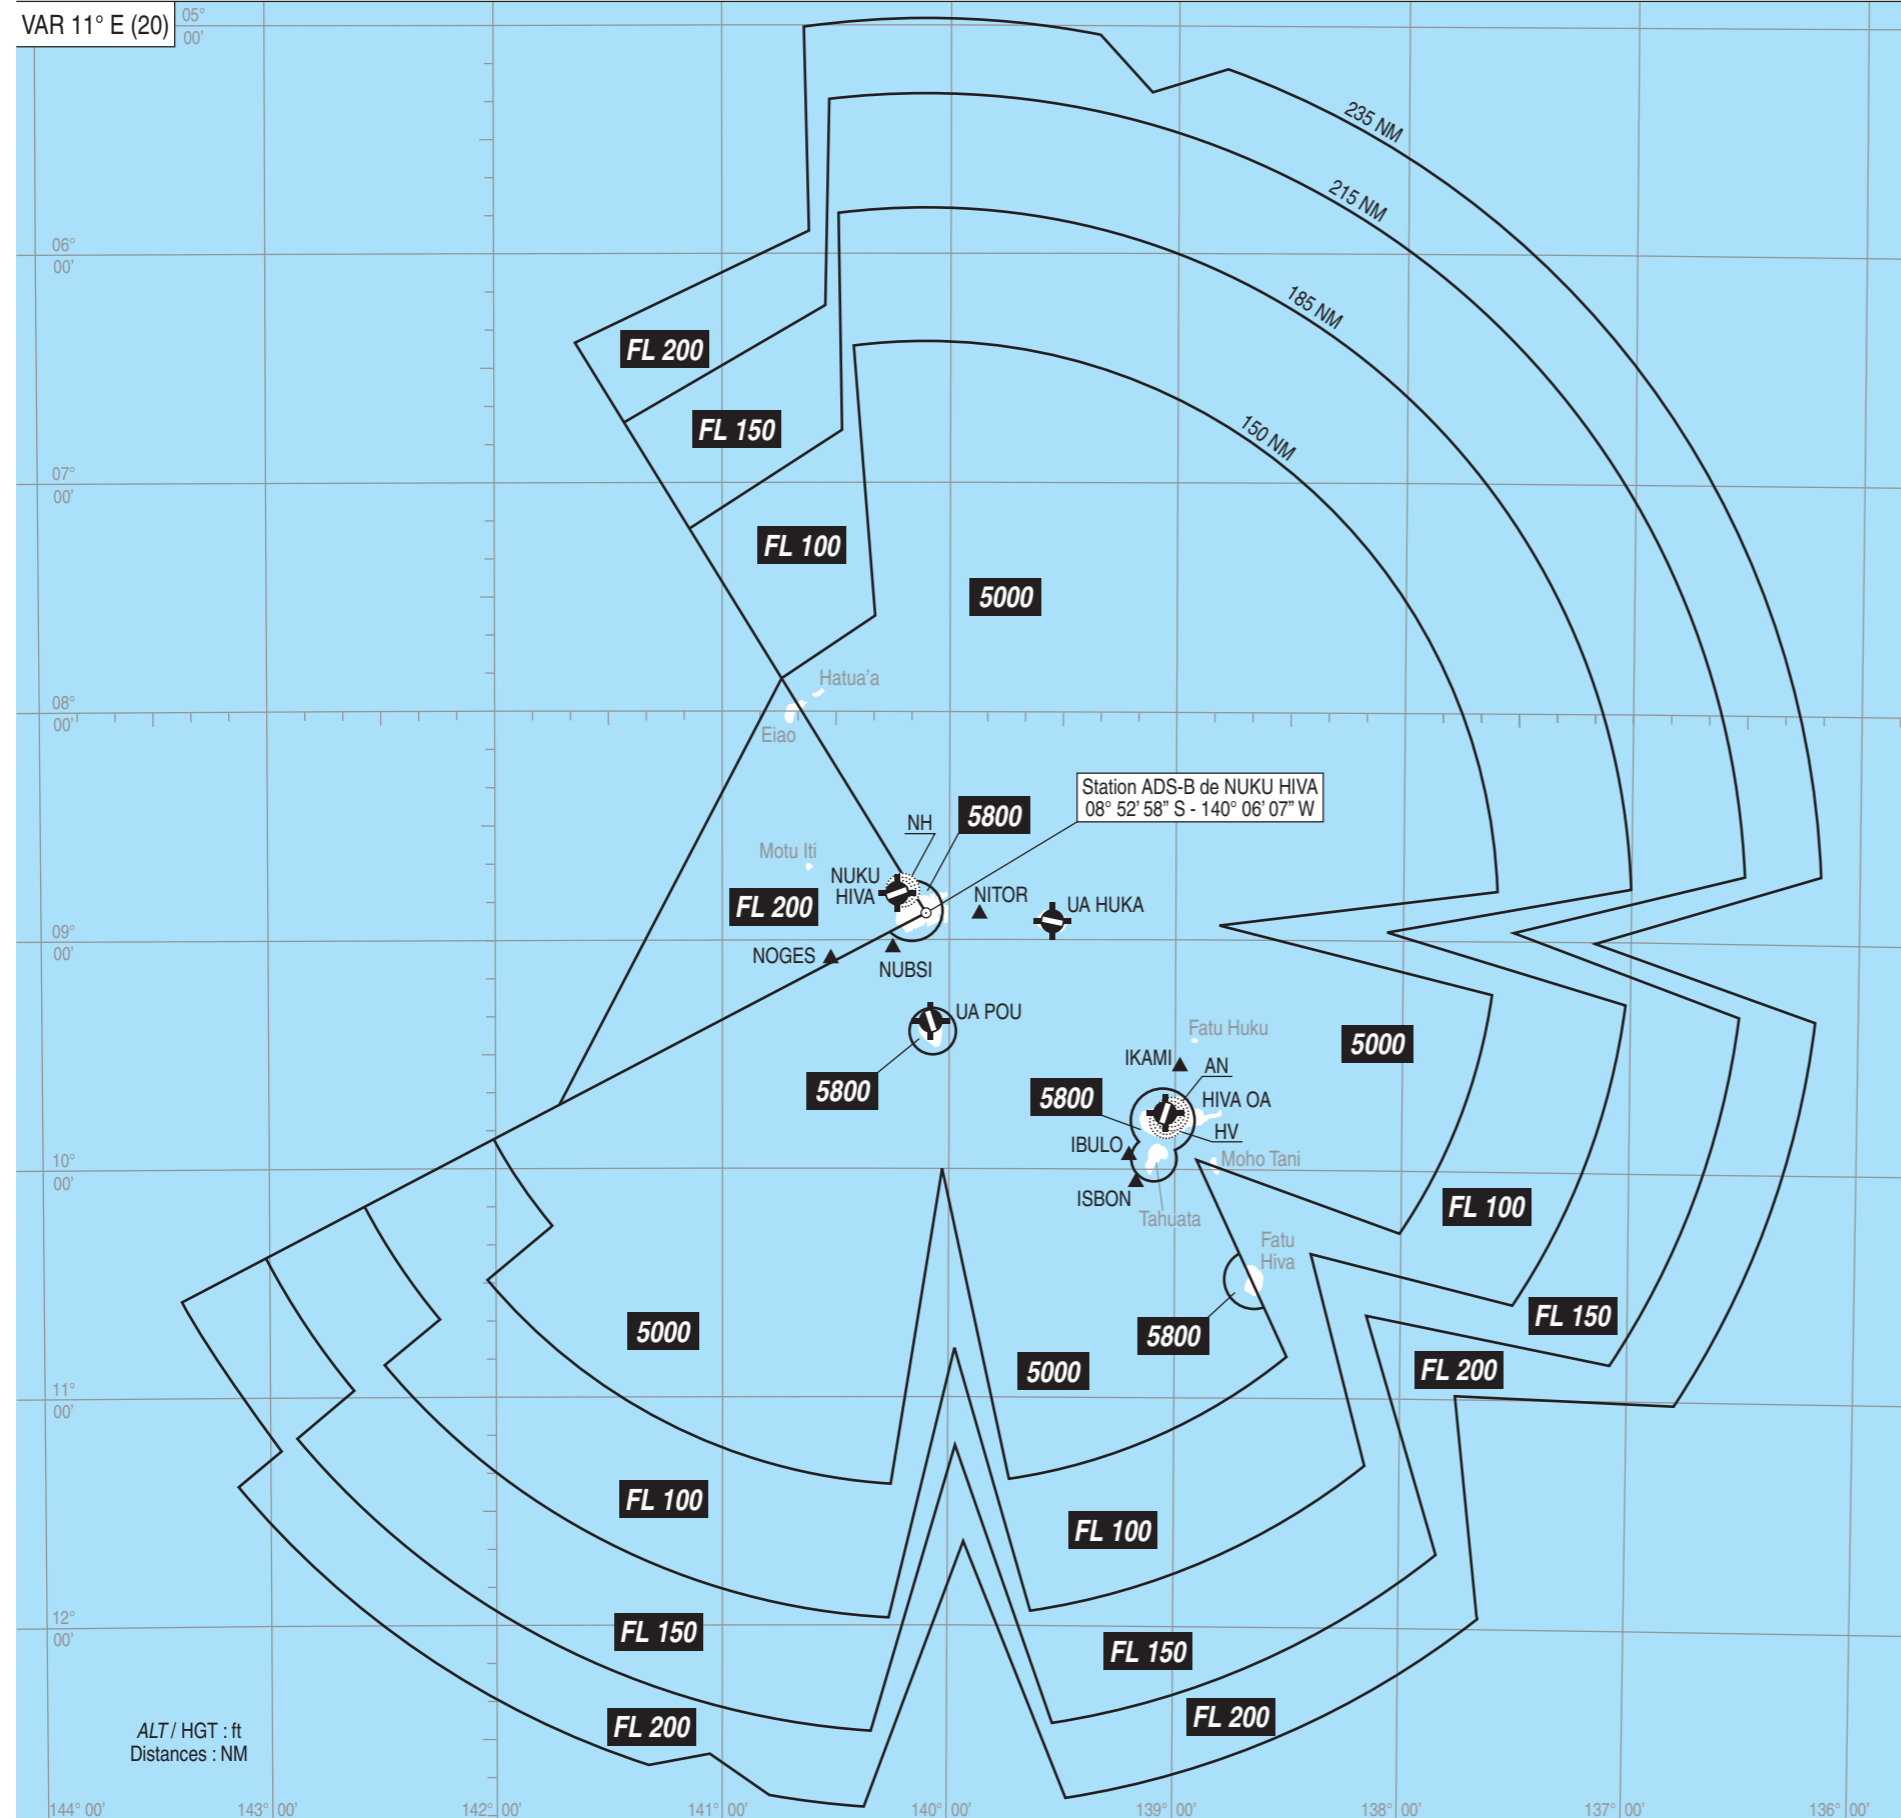 VAR 11° E (20)
05°
00’
235 NM
215 NM
06°
00’
185 NM
FL 200
FL 150
150 NM
07°
00’
FL 100
5000
Hatua’a
08°
00’
Eiao
Station ADS-B de NUKU HIVA
08° 52’ 58” S - 140° 06’ 07” W
5800
NH
Motu Iti
NUKU
HIVA
NITOR
FL 200
UA HUKA
09°
00’
NOGES
NUBSI
UA POU
Fatu Huku
5000
IKAMI
AN
5800
5800
HIVA OA
HV
IBULO
10°
00’
Moho Tani
ISBON
FL 100
Tahuata
Fatu
Hiva
FL 150
5000
5800
5000
FL 200
11°
00’
FL 100
FL 100
12°
00’
FL 150
FL 150
FL 200
FL 200
ALT / HGT : ft
Distances : NM
144° 00’
143° 00’
142° 00’
141° 00’
140° 00’
139° 00’
138° 00’
137° 00’
136° 00’